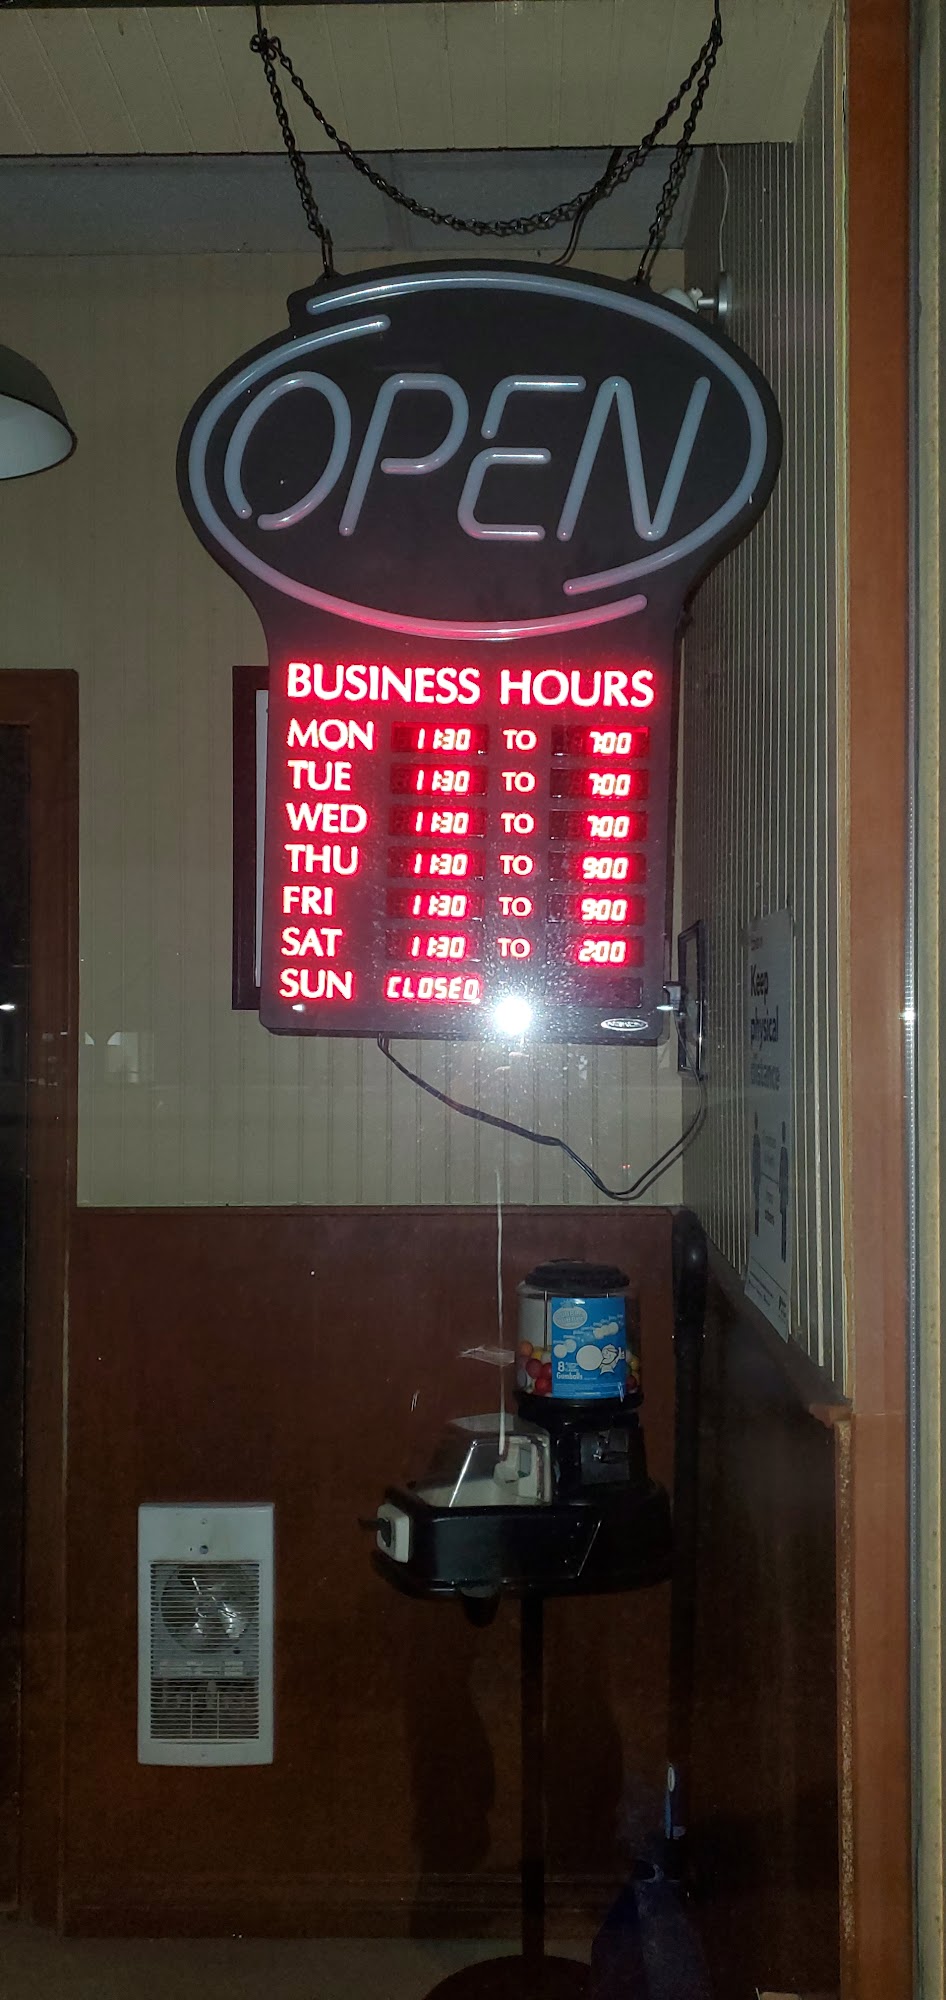 OPEN
BUSINESS HOURS
MON 11:30 TO 7:00
TUE 11:30 TO 7:00
WED 11:30 TO 7:00
THU 11:30 TO 9:00
FRI 11:30 TO 9:00
SAT 11:30 TO 2:00
SUN CLOSED
Keep
physical
distance
8
Gumballs